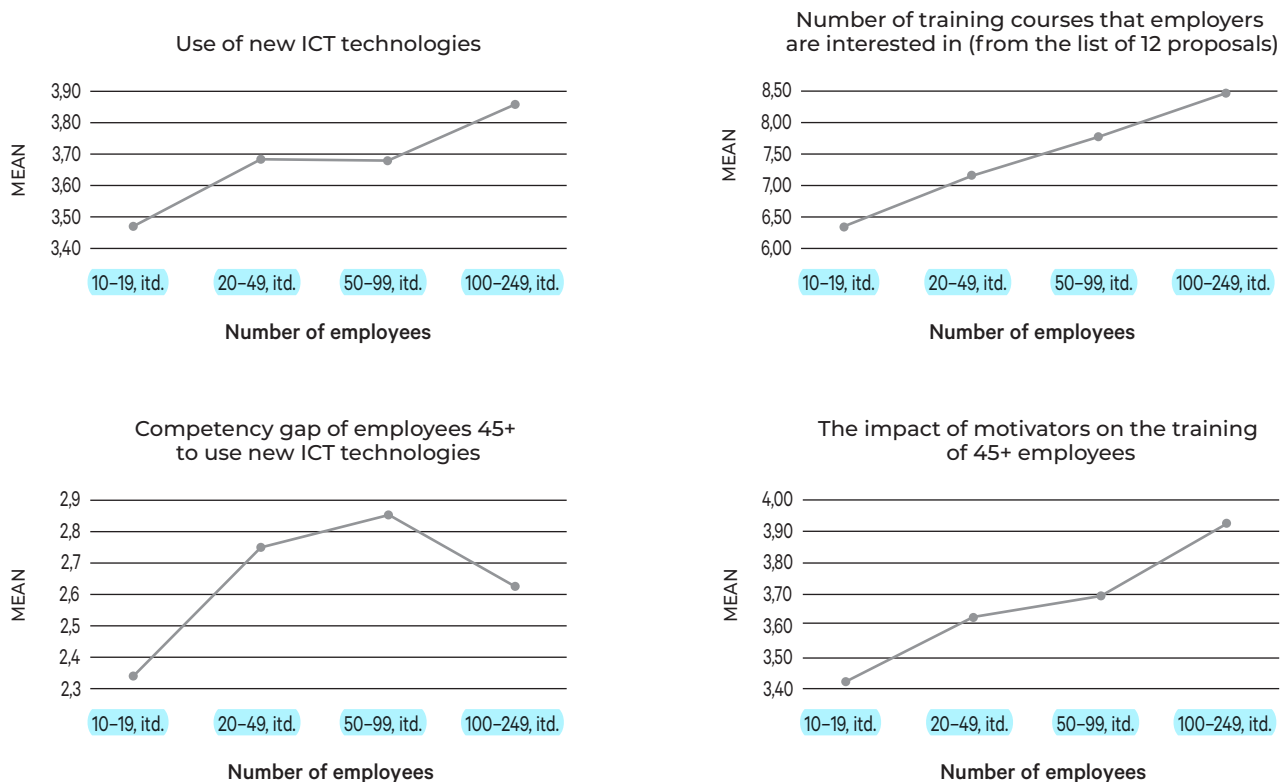 Use of new ICT technologies
3,90
3,80
3,70
3,60
3,50
3,40
MEAN
10–19, itd.
20–49, itd.
50–99, itd.
100–249, itd.
Number of employees
Number of training courses that employers
are interested in (from the list of 12 proposals)
8,50
8,00
7,50
7,00
6,50
6,00
MEAN
10–19, itd.
20–49, itd.
50–99, itd.
100–249, itd.
Number of employees
Competency gap of employees 45+
to use new ICT technologies
2,9
2,8
2,7
2,6
2,5
2,4
2,3
MEAN
10–19, itd.
20–49, itd.
50–99, itd.
100–249, itd.
Number of employees
The impact of motivators on the training
of 45+ employees
4,00
3,90
3,80
3,70
3,60
3,50
3,40
MEAN
10–19, itd.
20–49, itd.
50–99, itd.
100–249, itd.
Number of employees